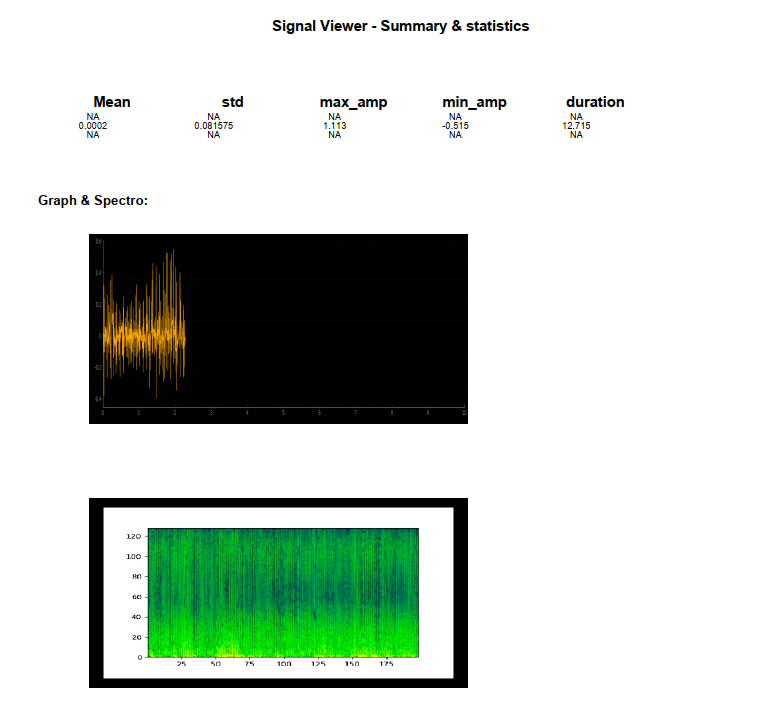 Signal Viewer - Summary & statistics
Mean std max_amp min_amp duration
NA NA NA NA NA
0.0002 0.081575 1.113 -0.515 12.715
NA NA NA NA NA
Graph & Spectro:
0.6
0.4
0.2
0
-0.2
-0.4
0 1 2 3 4 5 6 7 8 9 10
120
100
80
60
40
20
0
25 50 75 100 125 150 175